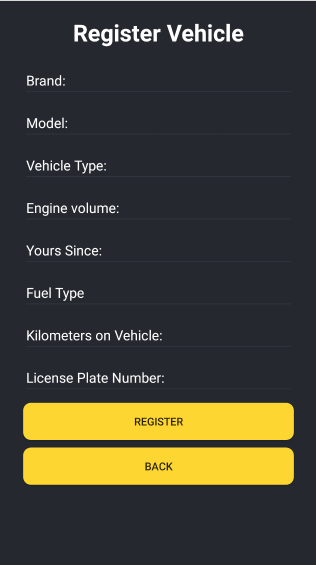 Register Vehicle
Brand:
Model:
Vehicle Type:
Engine volume:
Yours Since:
Fuel Type
Kilometers on Vehicle:
License Plate Number:
REGISTER
BACK